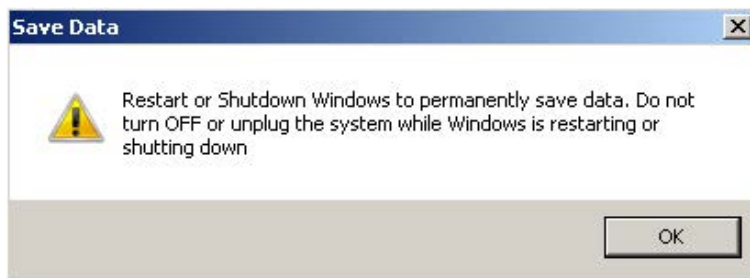 Save Data
Restart or Shutdown Windows to permanently save data. Do not
turn OFF or unplug the system while Windows is restarting or
shutting down
OK